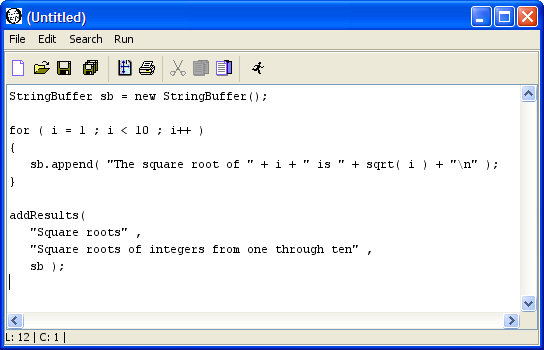 (Untitled)
File Edit Search Run
StringBuffer sb = new StringBuffer();
for ( i = 1 ; i < 10 ; i++ )
{
sb.append( "The square root of " + i + " is " + sqrt( i ) + "\n" );
}
addResults(
"Square roots" ,
"Square roots of integers from one through ten" ,
sb );
L: 12 | C: 1 |